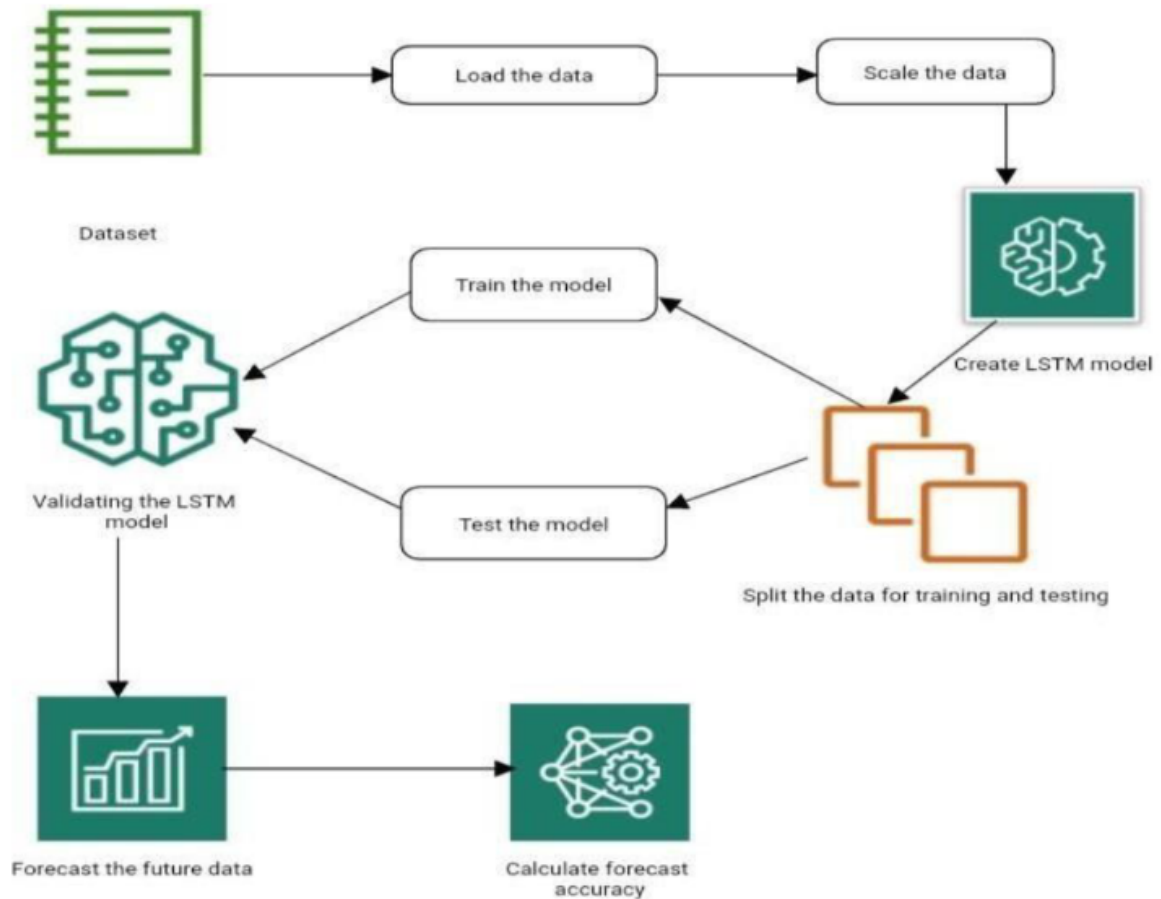 Load the data
Scale the data
Dataset
Create LSTM model
Train the model
Validating the LSTM
model
Test the model
Split the data for training and testing
Forecast the future data
Calculate forecast
accuracy